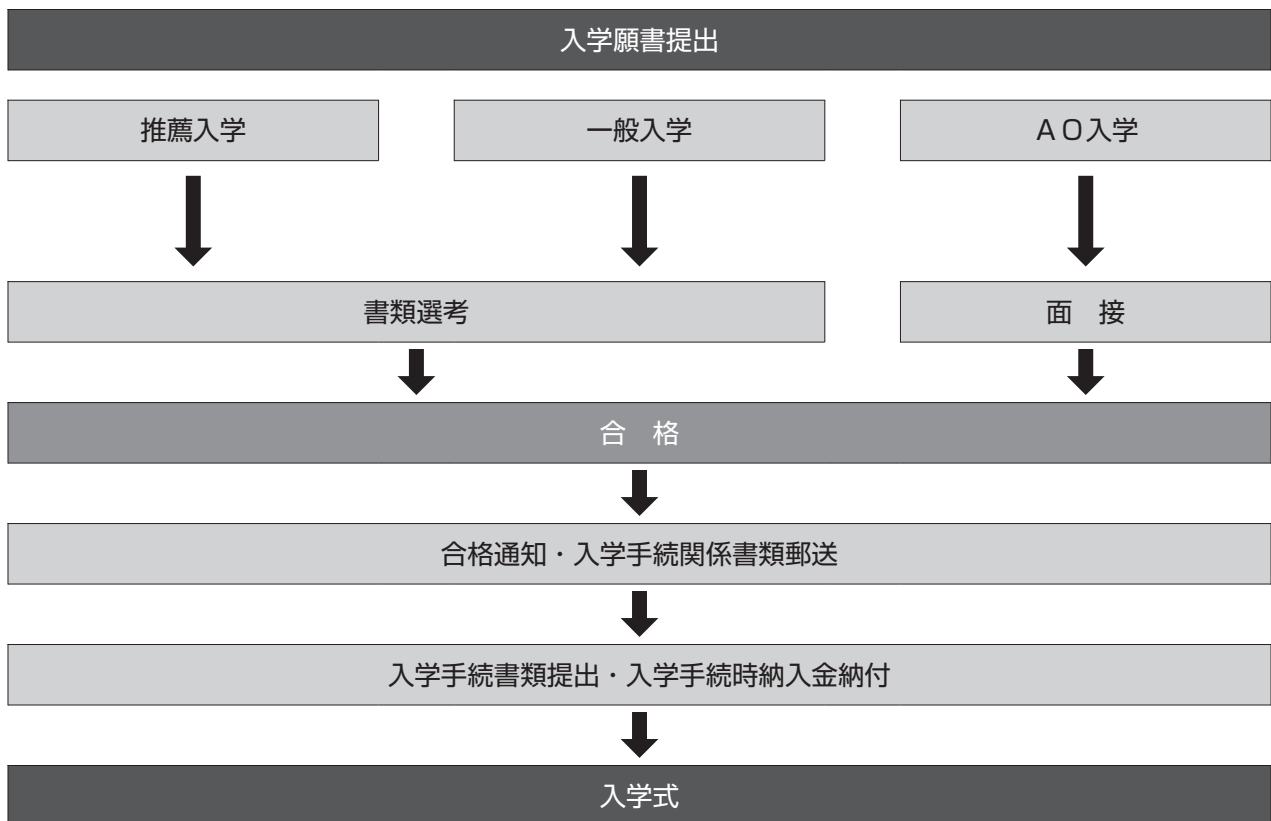 入学願書提出
推薦入学
一般入学
ＡＯ入学
書類選考
面　接
合　格
合格通知・入学手続関係書類郵送
入学手続書類提出・入学手続時納入金納付
入学式